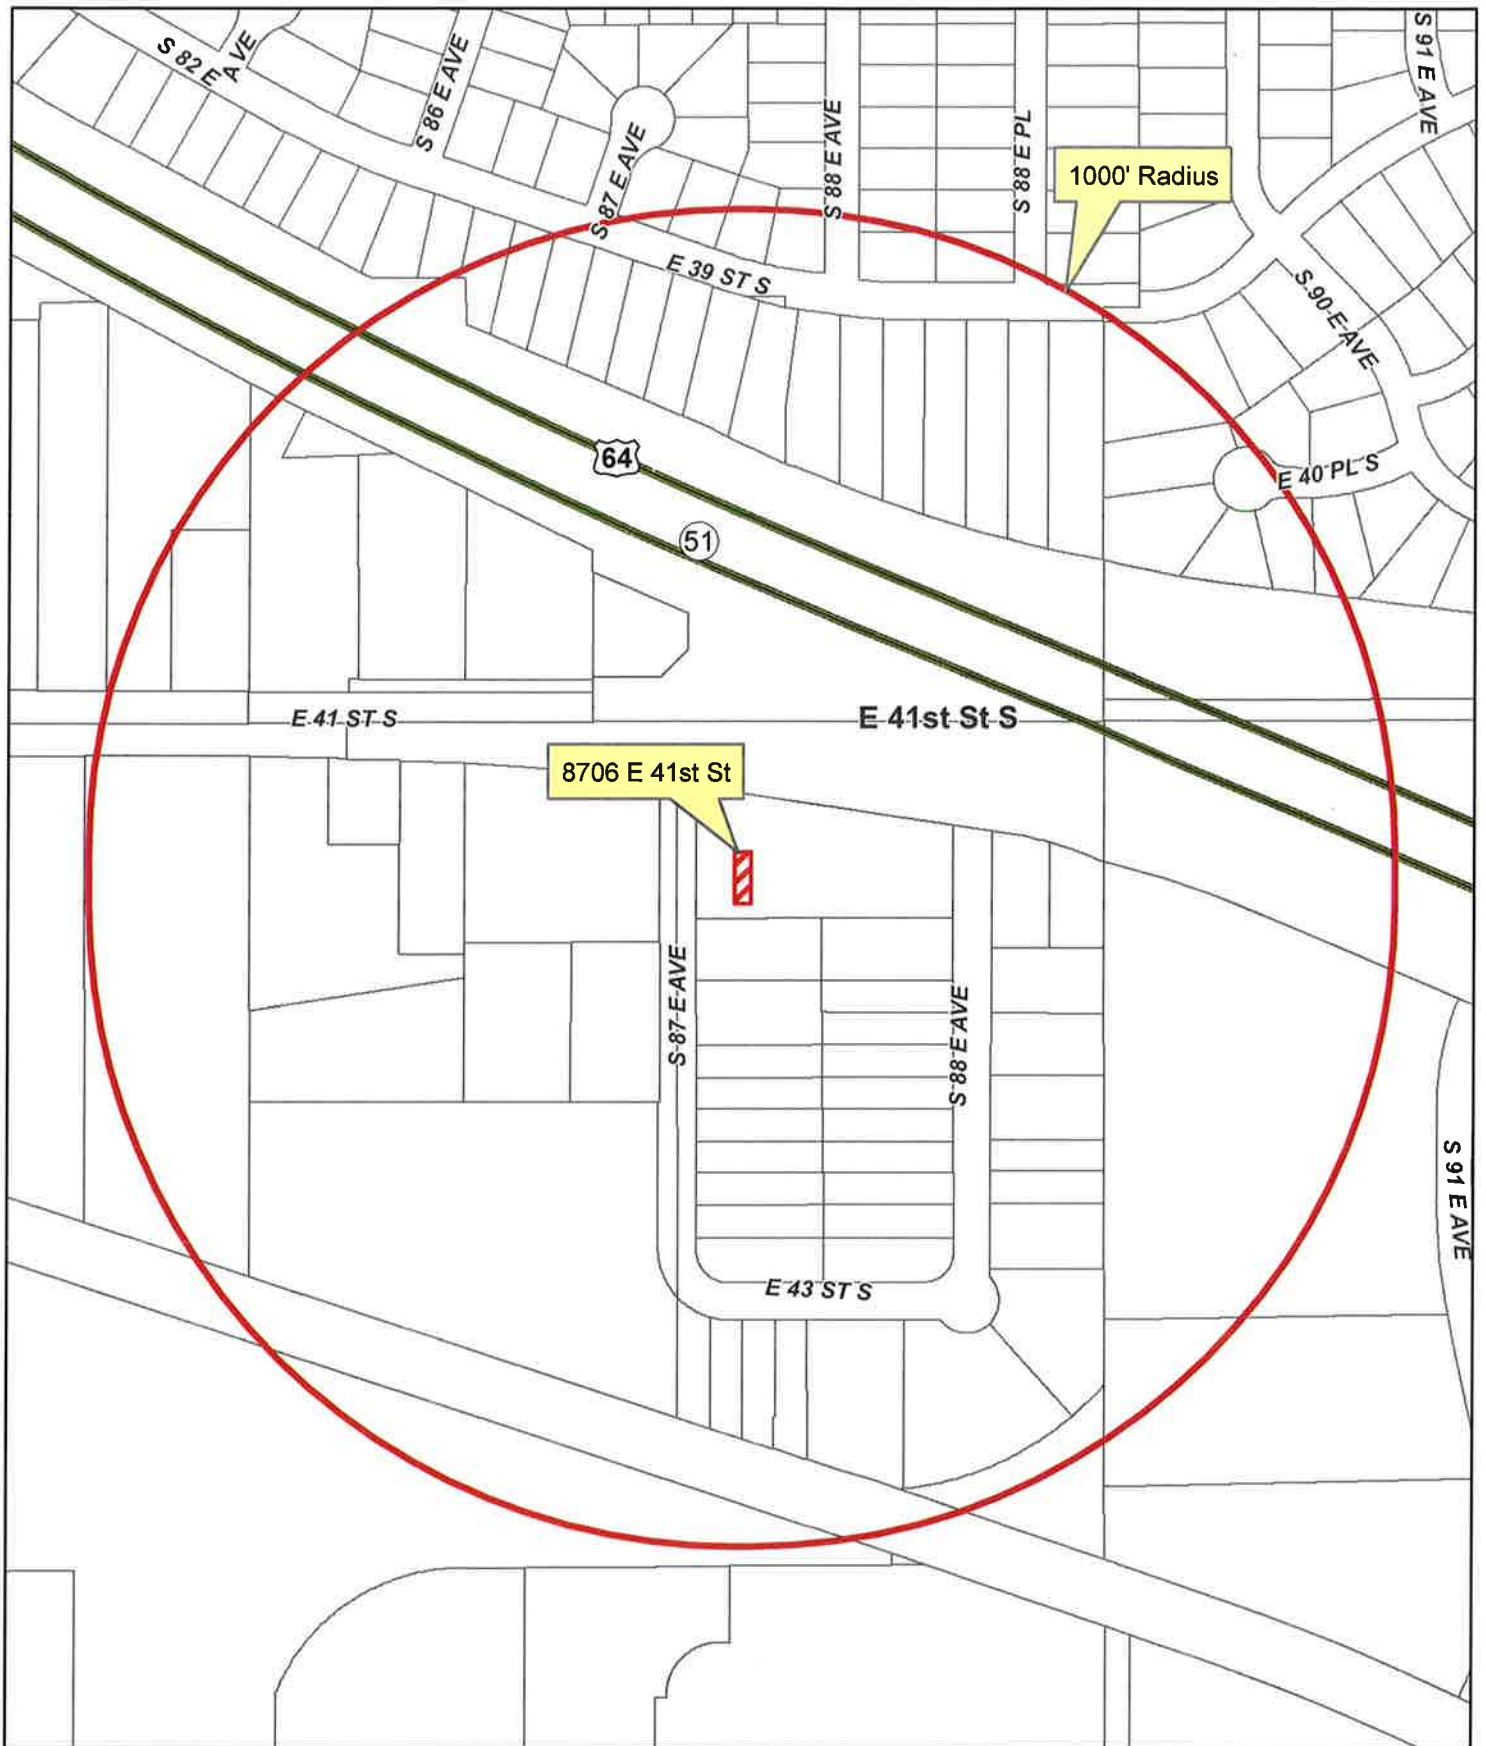 S 82 E
AVE
S 86 E AVE
S 87 E AVE
S 88 E AVE
S 88 E PL
S 91 E AVE
1000' Radius
E 39 ST S
S 90 E AVE
64
E 40 PL S
51
E 41 ST S
E 41st St S
8706 E 41st St
S 87 E AVE
S 88 E AVE
S 91 E AVE
E 43 ST S